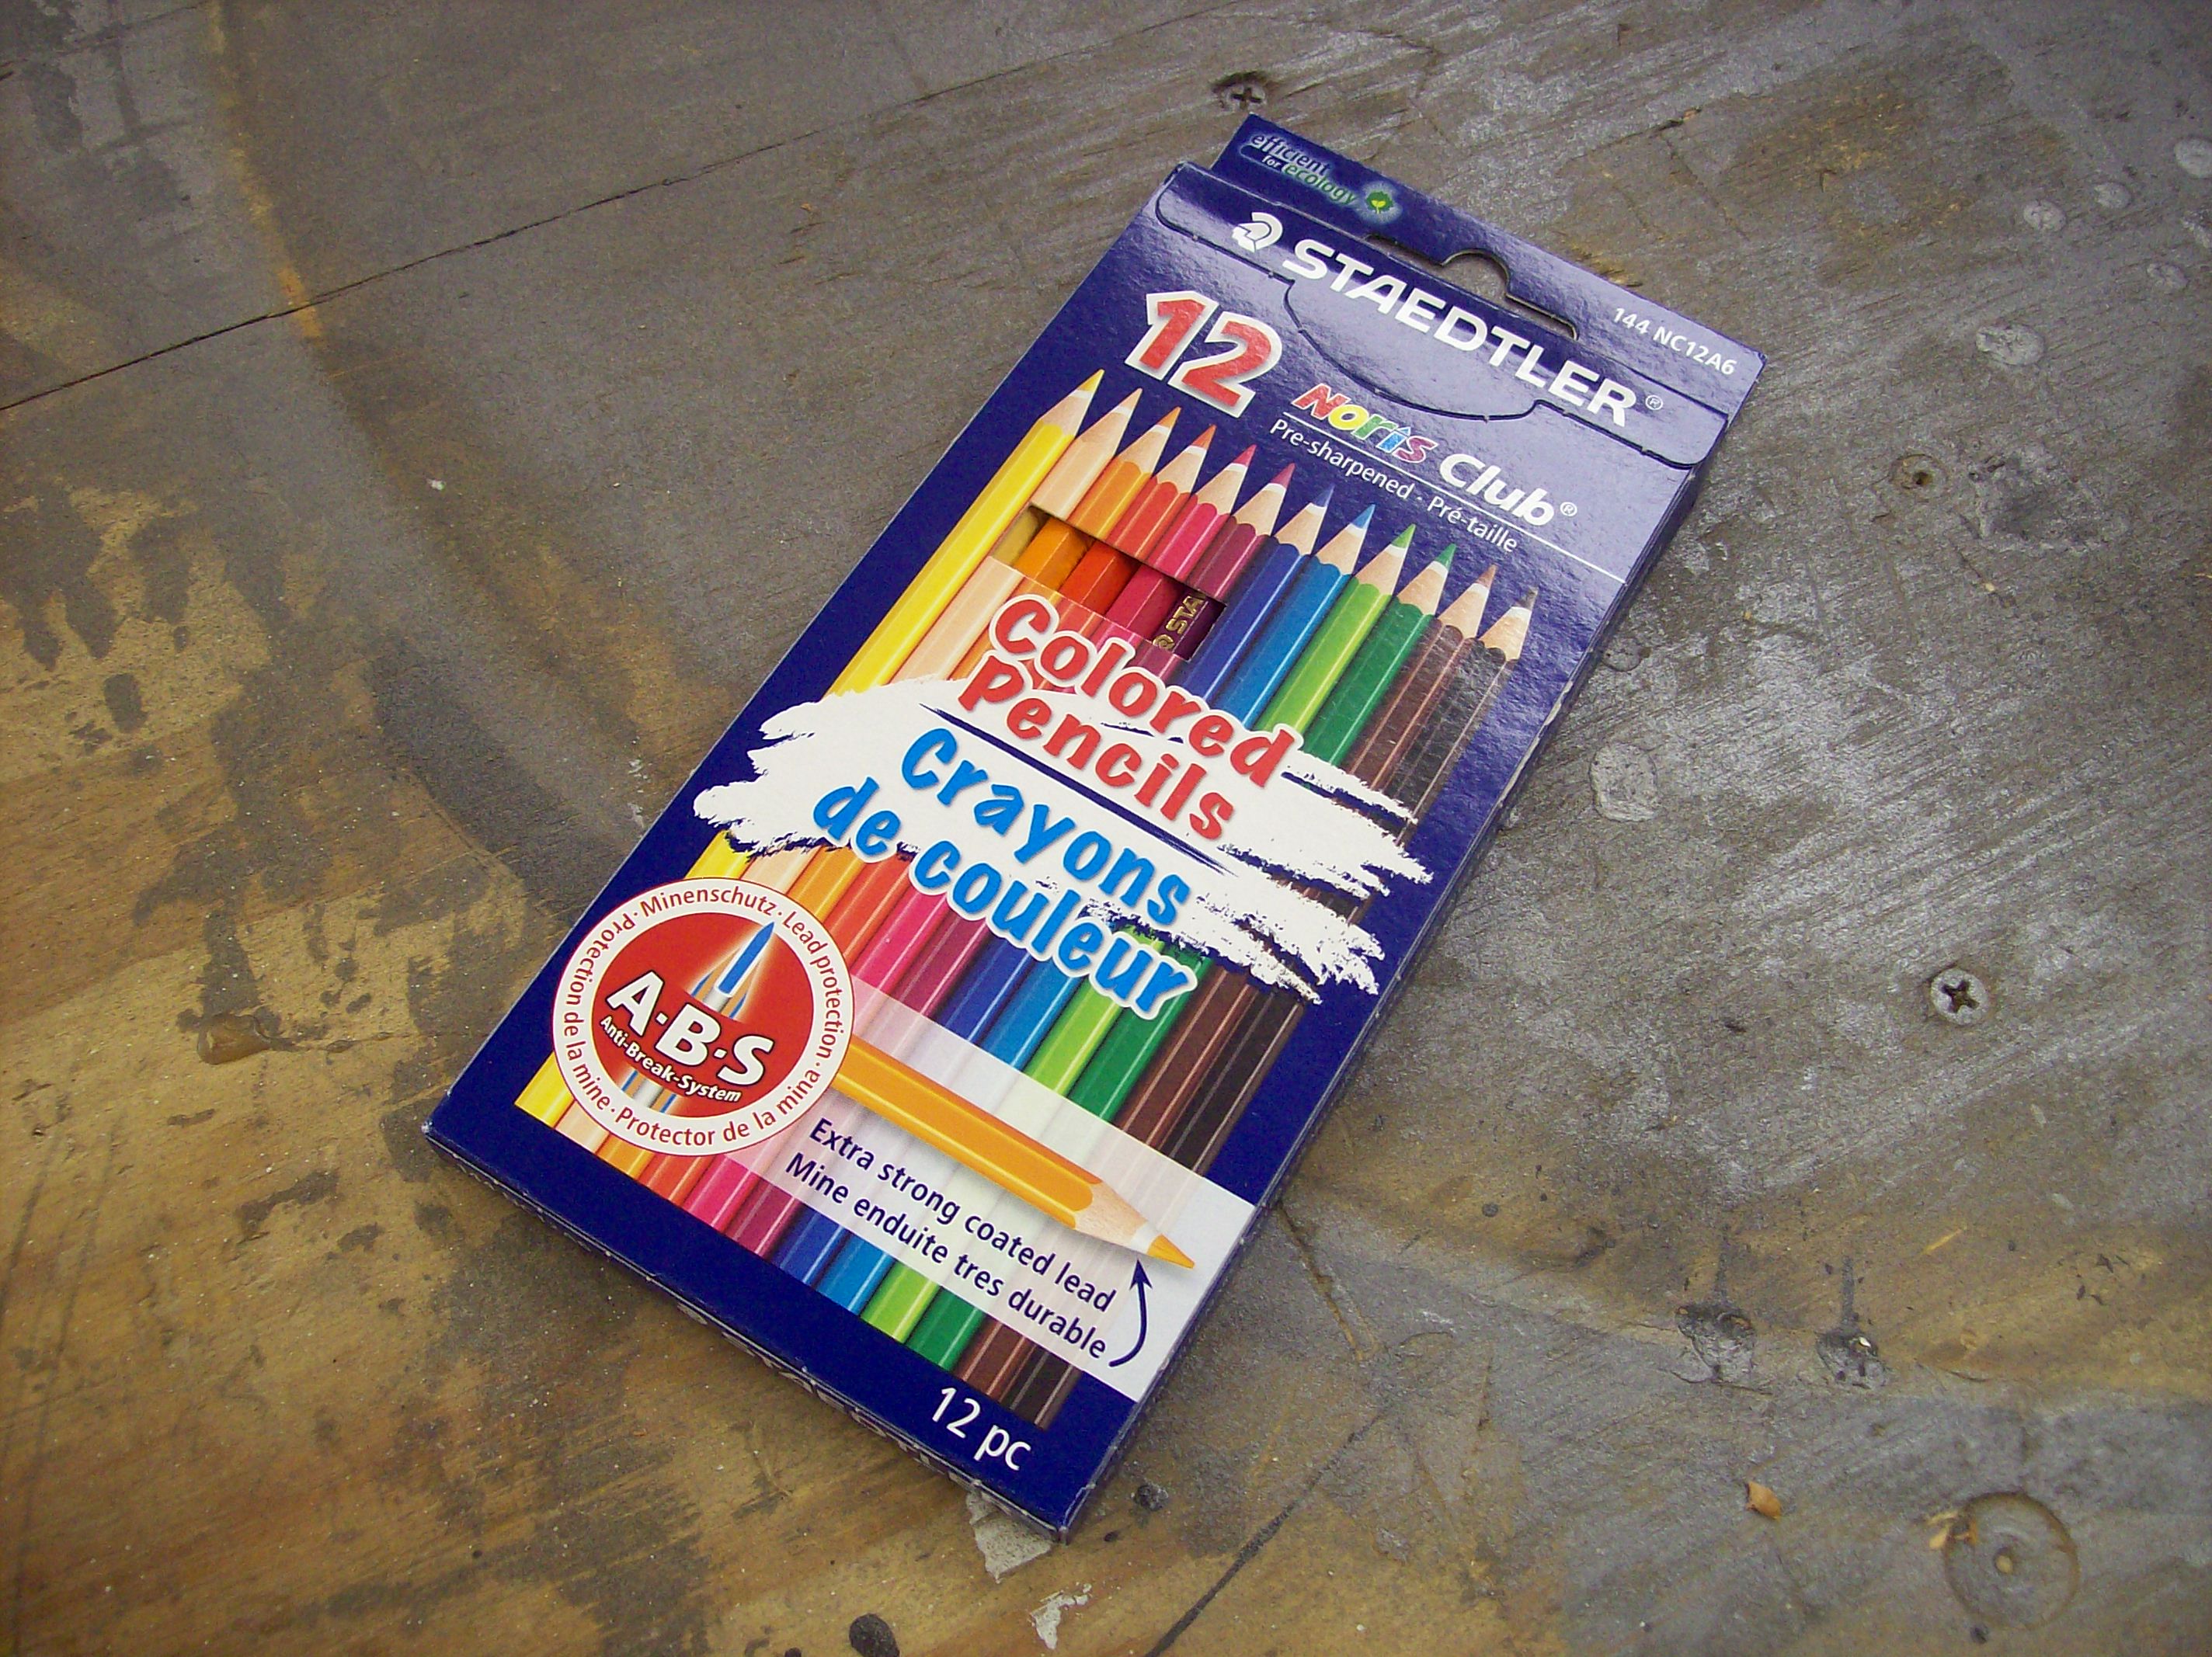 efficient
for ecology
STAEDTLER®
144 NC12A6
12
Noris Club®
Pre-sharpened · Pré-taille
STA
Colored
Pencils
Crayons
de couleur
Minenschutz · Lead protection · Protector de la mina · Protection de la mine ·
A·B·S
Anti-Break-System
Extra strong coated lead
Mine enduite tres durable
12 pc